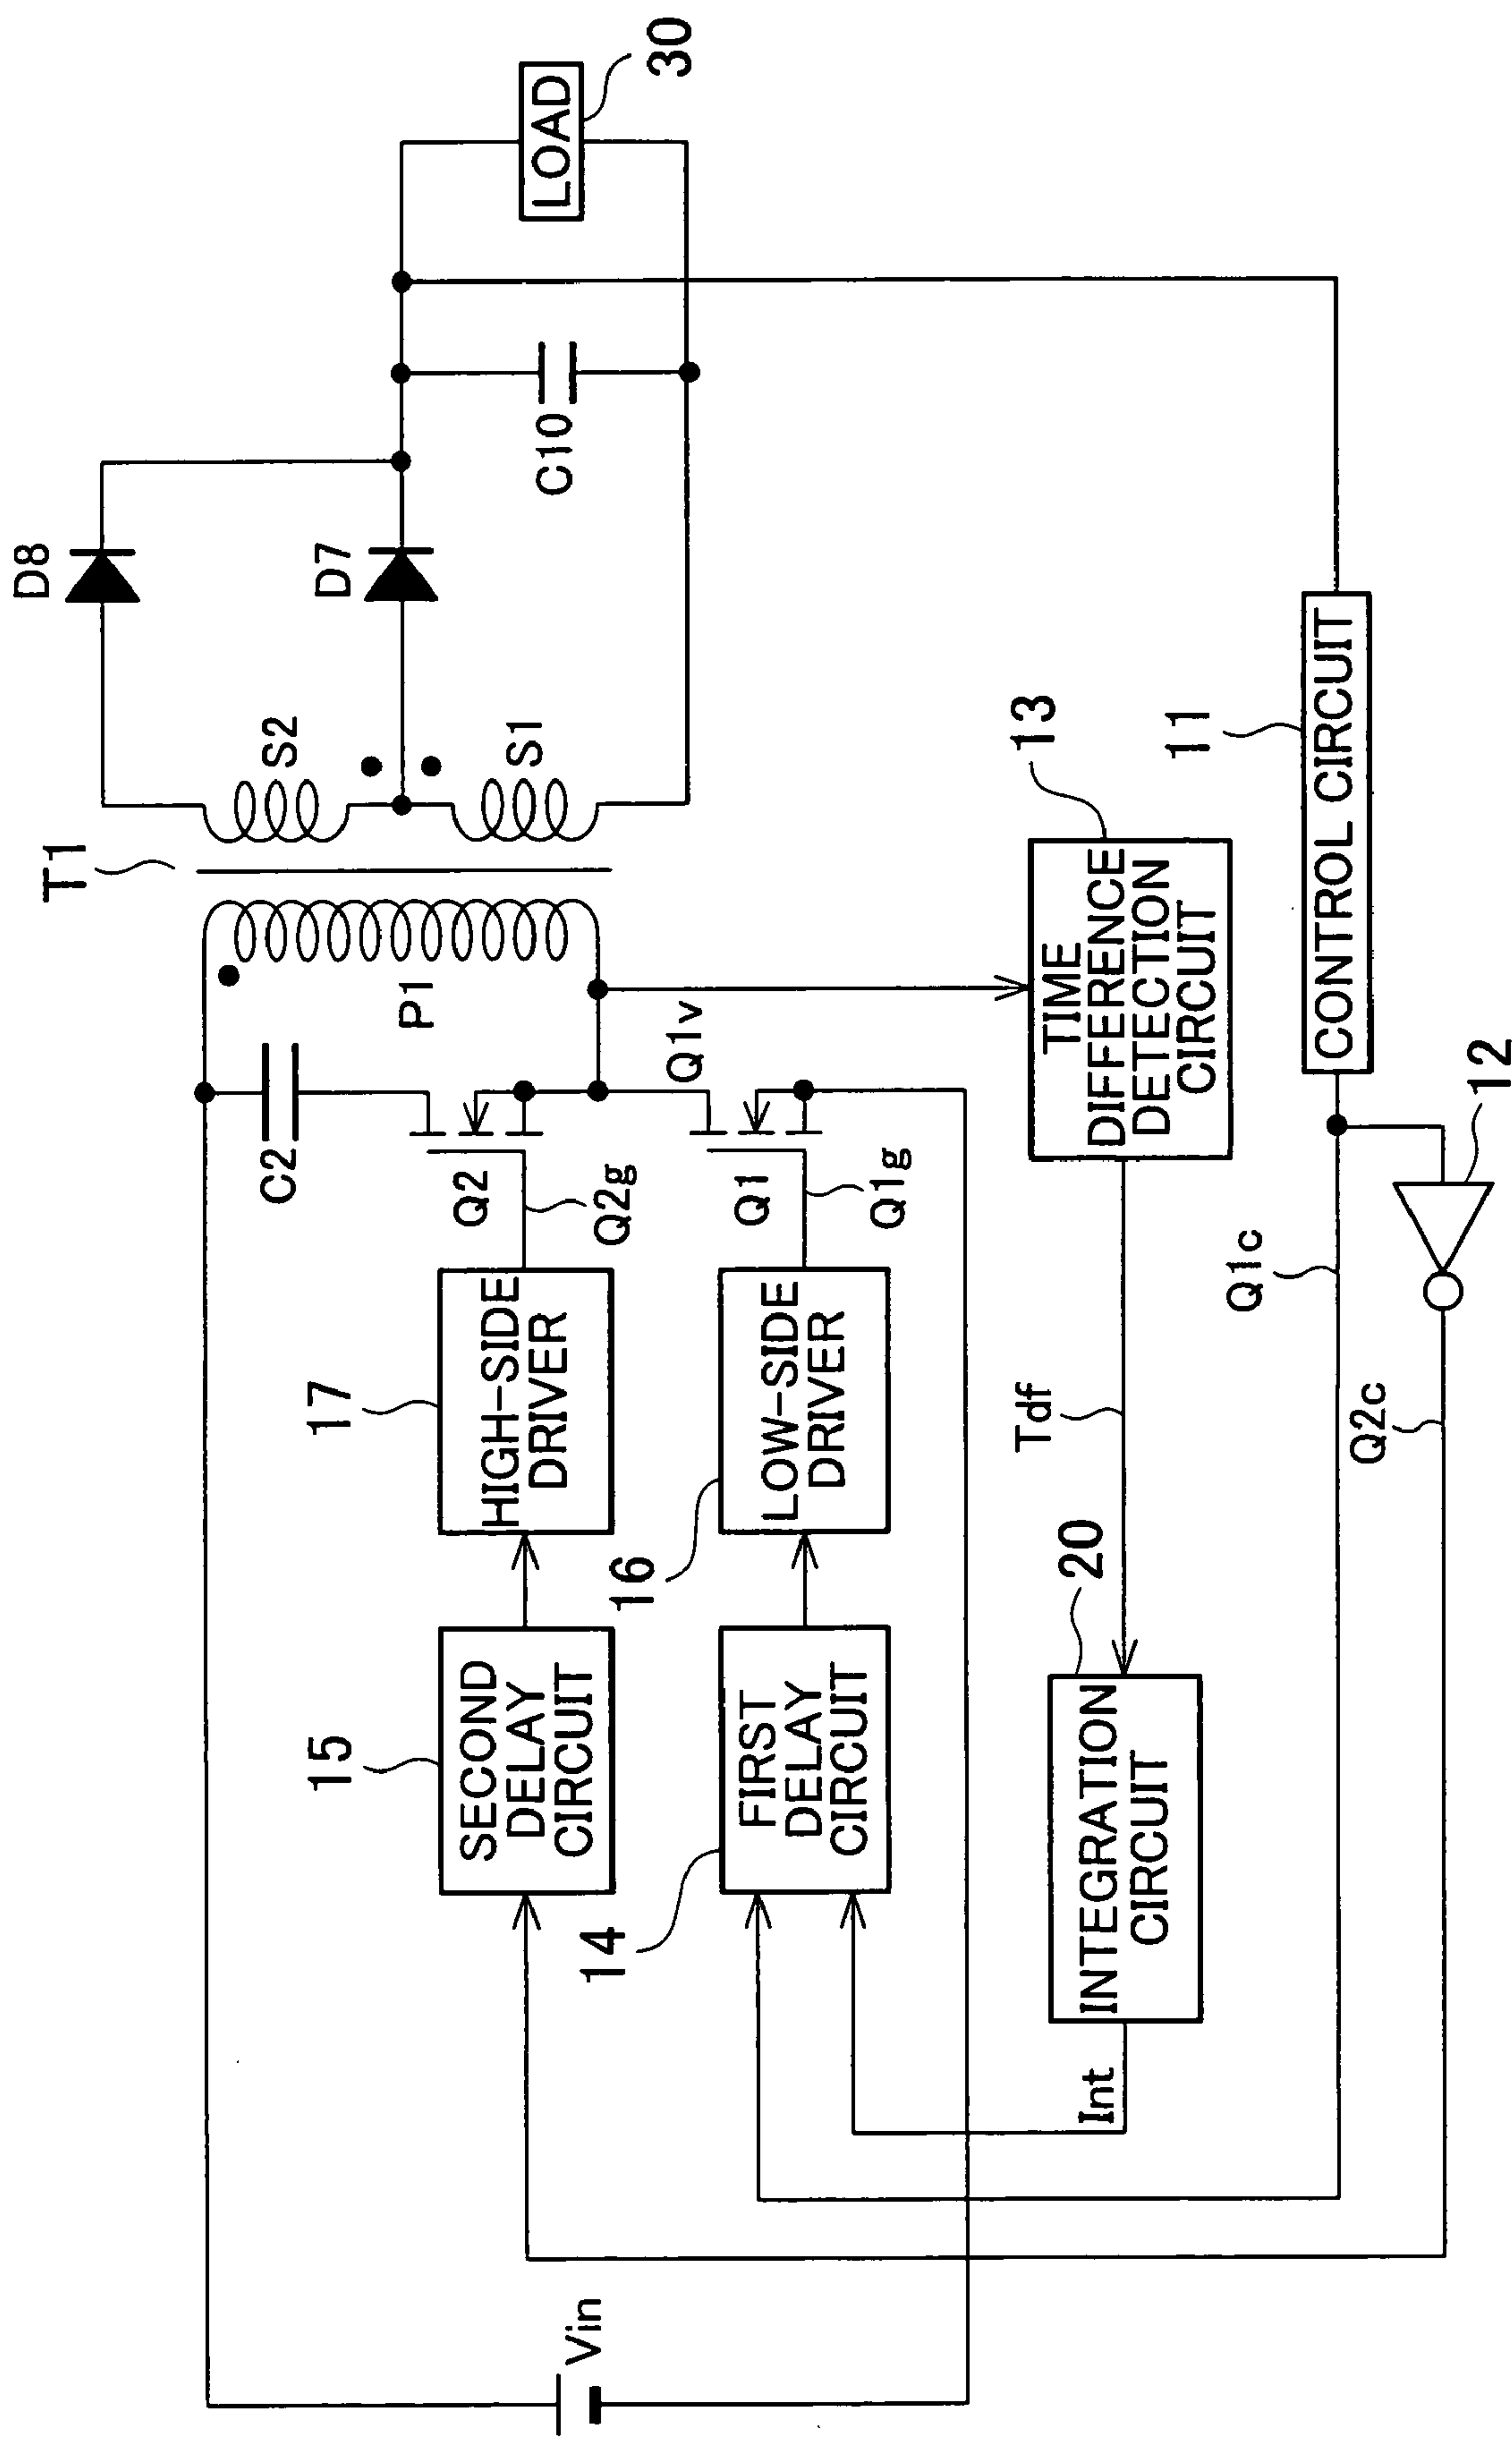 T1
D8
D7
S2
S1
P1
C2
C10
LOAD
30
Vin
Q2
Q2g
Q1
Q1g
Q1v
17
HIGH-SIDE
DRIVER
16
LOW-SIDE
DRIVER
15
SECOND
DELAY
CIRCUIT
14
FIRST
DELAY
CIRCUIT
13
TIME
DIFFERENCE
DETECTION
CIRCUIT
Tdf
20
INTEGRATION
CIRCUIT
Int
11
CONTROL CIRCUIT
Q1c
12
Q2c